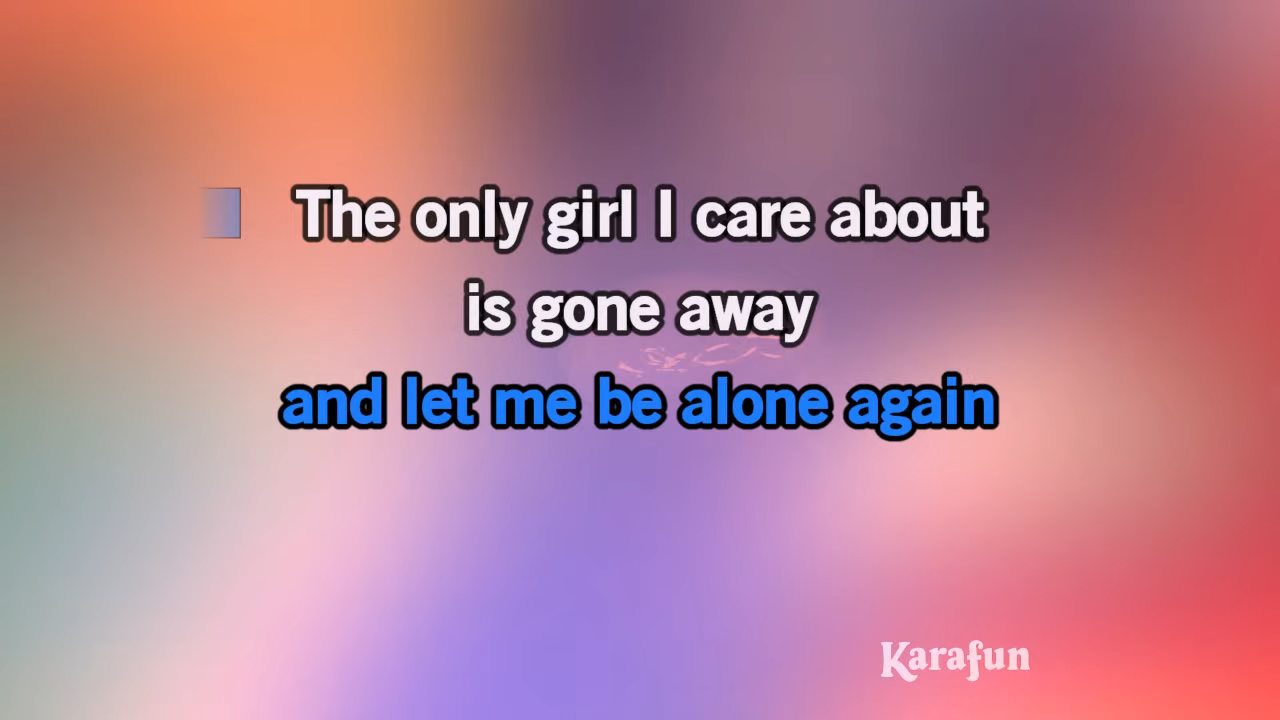 The only girl I care about
is gone away
and let me be alone again
Karafun